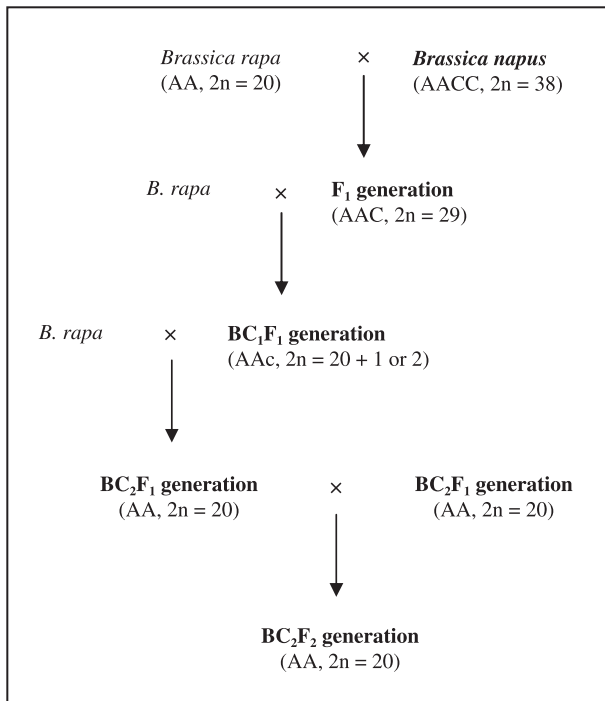 Brassica rapa × Brassica napus
(AA, 2n = 20) (AACC, 2n = 38)
B. rapa × F₁ generation
(AAC, 2n = 29)
B. rapa × BC₁F₁ generation
(AAc, 2n = 20 + 1 or 2)
BC₂F₁ generation × BC₂F₁ generation
(AA, 2n = 20) (AA, 2n = 20)
BC₂F₂ generation
(AA, 2n = 20)